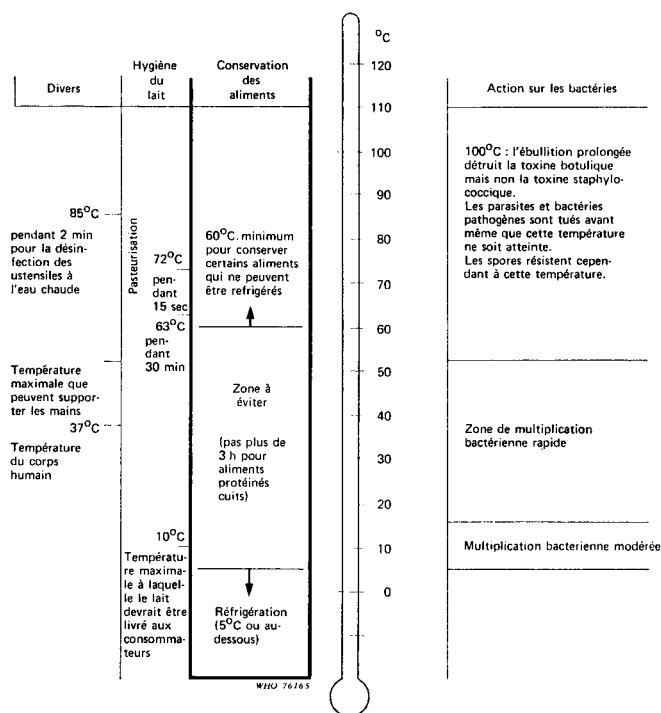 Divers
Hygiène
du
lait
Conservation
des
aliments
°C
Action sur les bactéries
85°C
pendant 2 min
pour la désin-
fection des
ustensiles à
l'eau chaude
Température
maximale que
peuvent suppor-
ter les mains
37°C
Température
du corps
humain
Pasteurisation
72°C
pen-
dant
15 sec
63°C
pen-
dant
30 min
10°C
Températu-
re maxima-
le à laquel-
le le lait
devrait être
livré aux
consomma-
teurs
60°C. minimum
pour conserver
certains aliments
qui ne peuvent
être refrigérés
Zone à
éviter
(pas plus de
3 h pour
aliments
protéinés
cuits)
Réfrigération
(5°C ou au-
dessous)
WHO 76165
120
110
100
90
80
70
60
50
40
30
20
10
0
100°C : l'ébullition prolongée
détruit la toxine botulique
mais non la toxine staphylo-
coccique.
Les parasites et bactéries
pathogènes sont tués avant
même que cette température
ne soit atteinte.
Les spores résistent cepen-
dant à cette température.
Zone de multiplication
bactérienne rapide
Multiplication bacterienne modérée